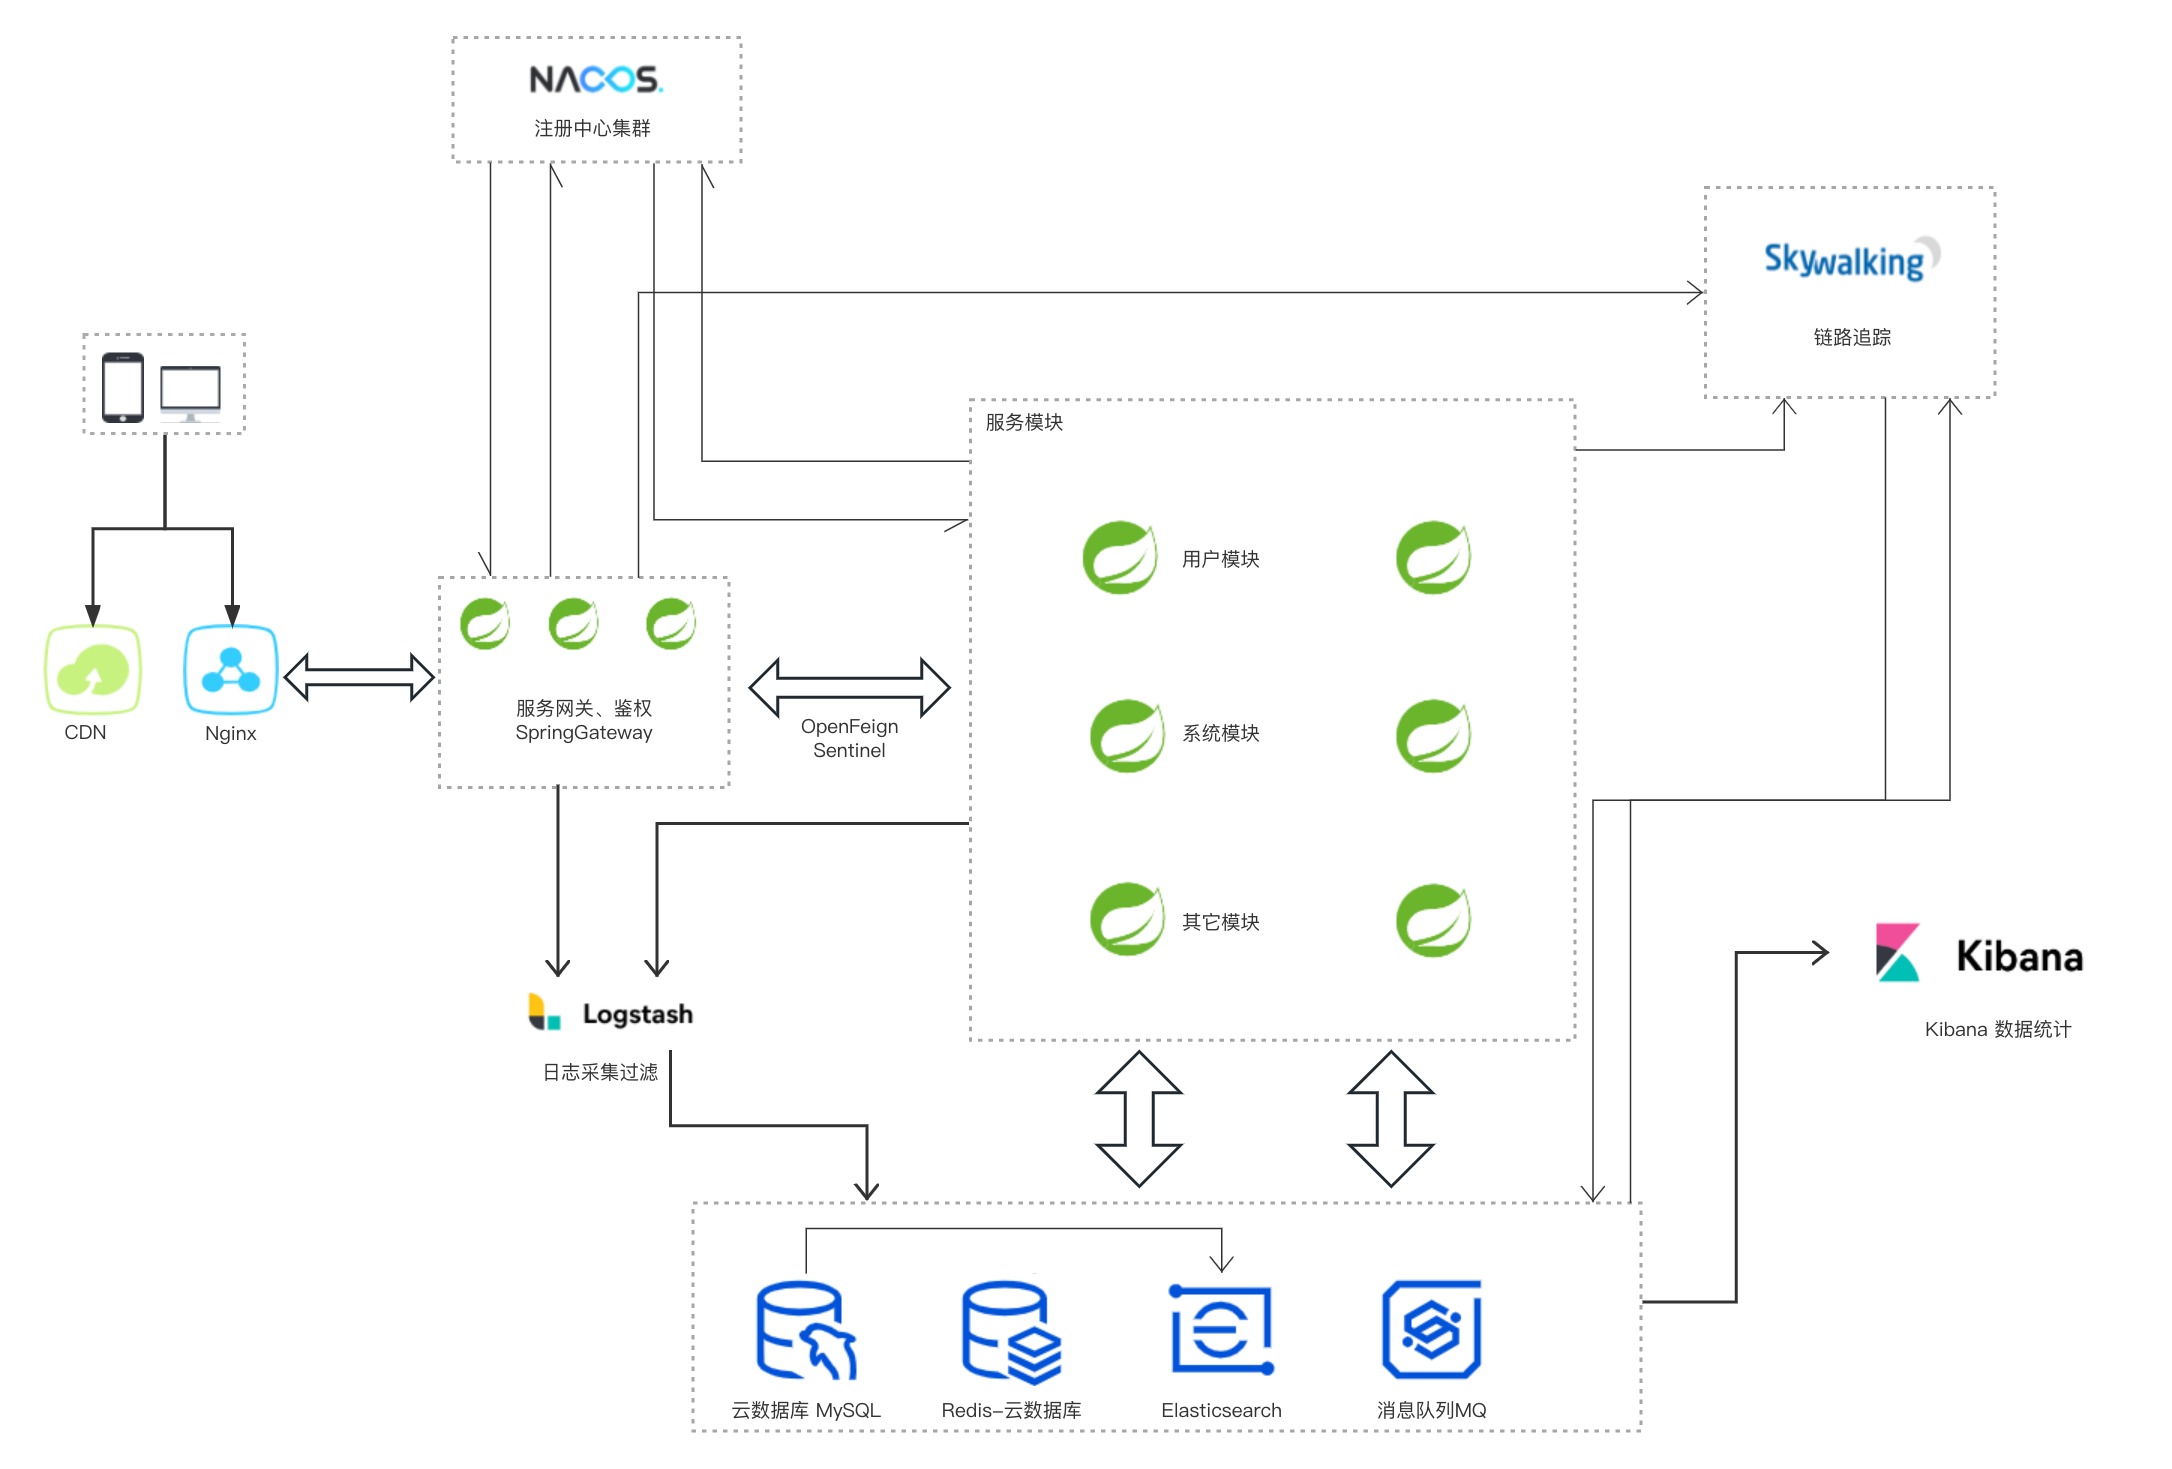 NACOS.
注册中心集群
Skywalking
链路追踪
服务模块
用户模块
系统模块
其它模块
CDN
Nginx
服务网关、鉴权
SpringGateway
OpenFeign
Sentinel
Logstash
日志采集过滤
Kibana
Kibana 数据统计
云数据库 MySQL
Redis-云数据库
Elasticsearch
消息队列MQ